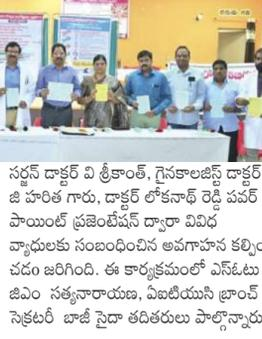 సర్జన్ డాక్టర్ వి శ్రీకాంత్, గైనకాలజిస్ట్ డాక్టర్
జి హరిత గారు, డాక్టర్ లోకనాథ్ రెడ్డి పవర్
పాయింట్ ప్రజెంటేషన్ ద్వారా వివిధ
వ్యాధులకు సంబంధించిన అవగాహన కల్పిం
చడం జరిగింది. ఈ కార్యక్రమంలో ఎస్ఓటు
జిఎం సత్యనారాయణ, ఏఐటియుసి బ్రాంచ్
సెక్రటరీ బాజీ సైదా తదితరులు పాల్గొన్నారు